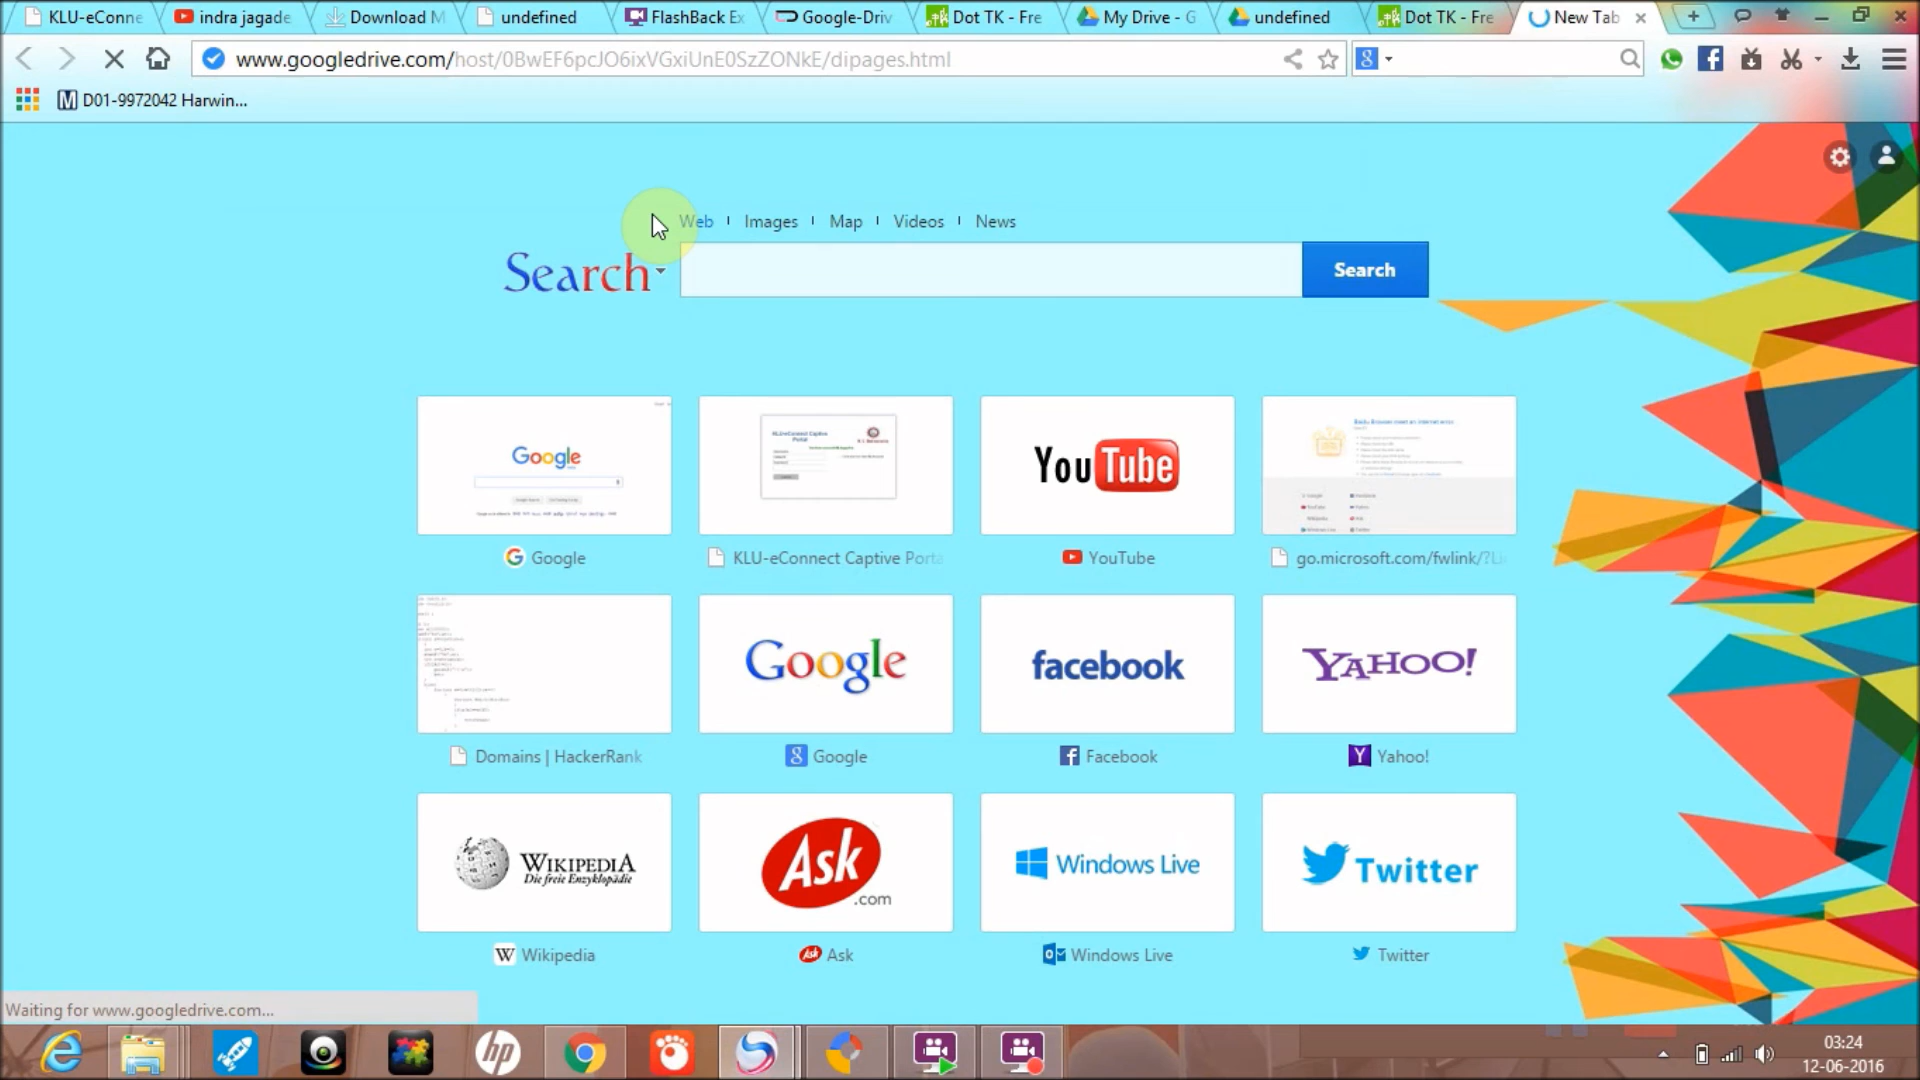 KLU-eConne
indra jagade
Download M
undefined
FlashBack Ex
Google-Driv
Dot TK - Fre
My Drive - G
undefined
Dot TK - Fre
New Tab
www.googledrive.com/host/0BwEF6pcJO6ixVGxiUnE0SzZONkE/dipages.html
D01-9972042 Harwin...
Web
Images
Map
Videos
News
Search
Search
Google
YouTube
Google
KLU-eConnect Captive Porta
YouTube
go.microsoft.com/fwlink/?Li
Google
facebook
YAHOO!
Domains | HackerRank
Google
Facebook
Yahoo!
WIKIPEDIA
Die freie Enzyklopädie
Ask
.com
Windows Live
Twitter
Wikipedia
Ask
Windows Live
Twitter
Waiting for www.googledrive.com...
03:24
12-06-2016